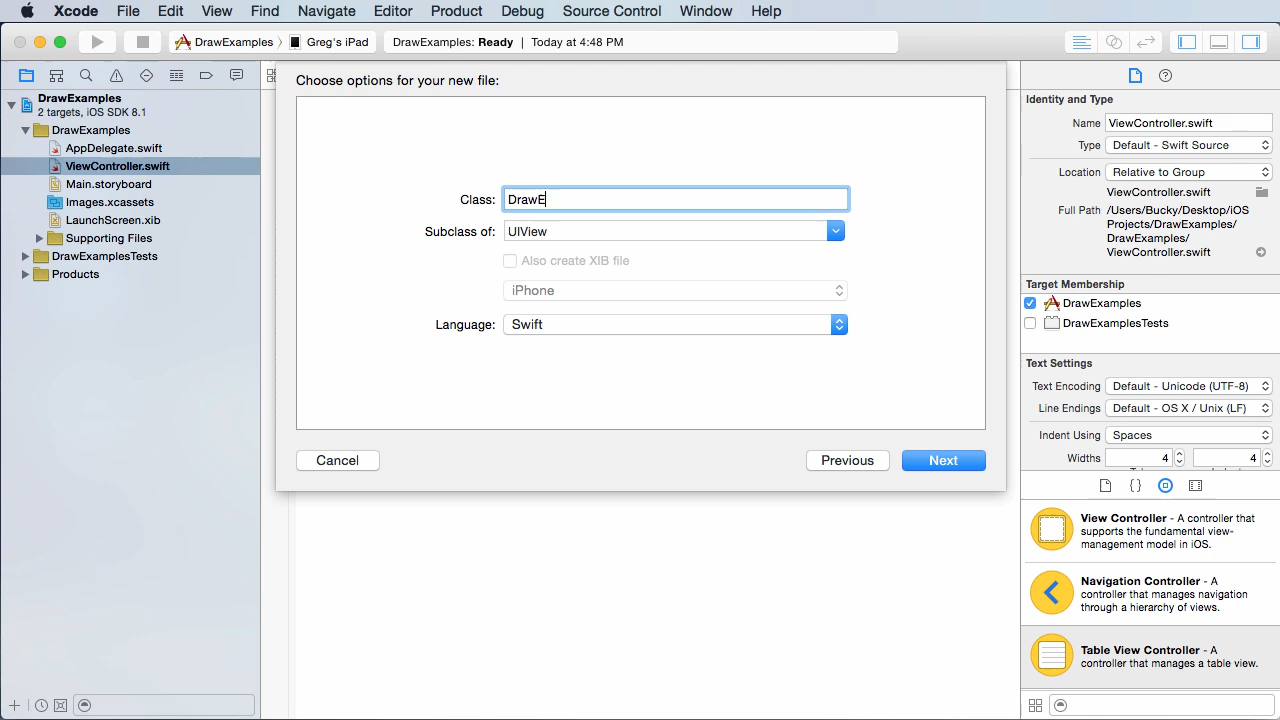 Xcode File Edit View Find Navigate Editor Product Debug Source Control Window Help
DrawExamples Greg's iPad DrawExamples: Ready | Today at 4:48 PM
DrawExamples
2 targets, iOS SDK 8.1
DrawExamples
AppDelegate.swift
ViewController.swift
Main.storyboard
Images.xcassets
LaunchScreen.xib
Supporting Files
DrawExamplesTests
Products
Choose options for your new file:
Class: DrawE
Subclass of: UIView
Also create XIB file
iPhone
Language: Swift
Cancel Previous Next
Identity and Type
Name ViewController.swift
Type Default - Swift Source
Location Relative to Group
ViewController.swift
Full Path /Users/Bucky/Desktop/iOS
Projects/DrawExamples/
DrawExamples/
ViewController.swift
Target Membership
DrawExamples
DrawExamplesTests
Text Settings
Text Encoding Default - Unicode (UTF-8)
Line Endings Default - OS X / Unix (LF)
Indent Using Spaces
Widths 4 4
{ }
View Controller - A controller that
supports the fundamental view-
management model in iOS.
Navigation Controller - A
controller that manages navigation
through a hierarchy of views.
Table View Controller - A
controller that manages a table view.